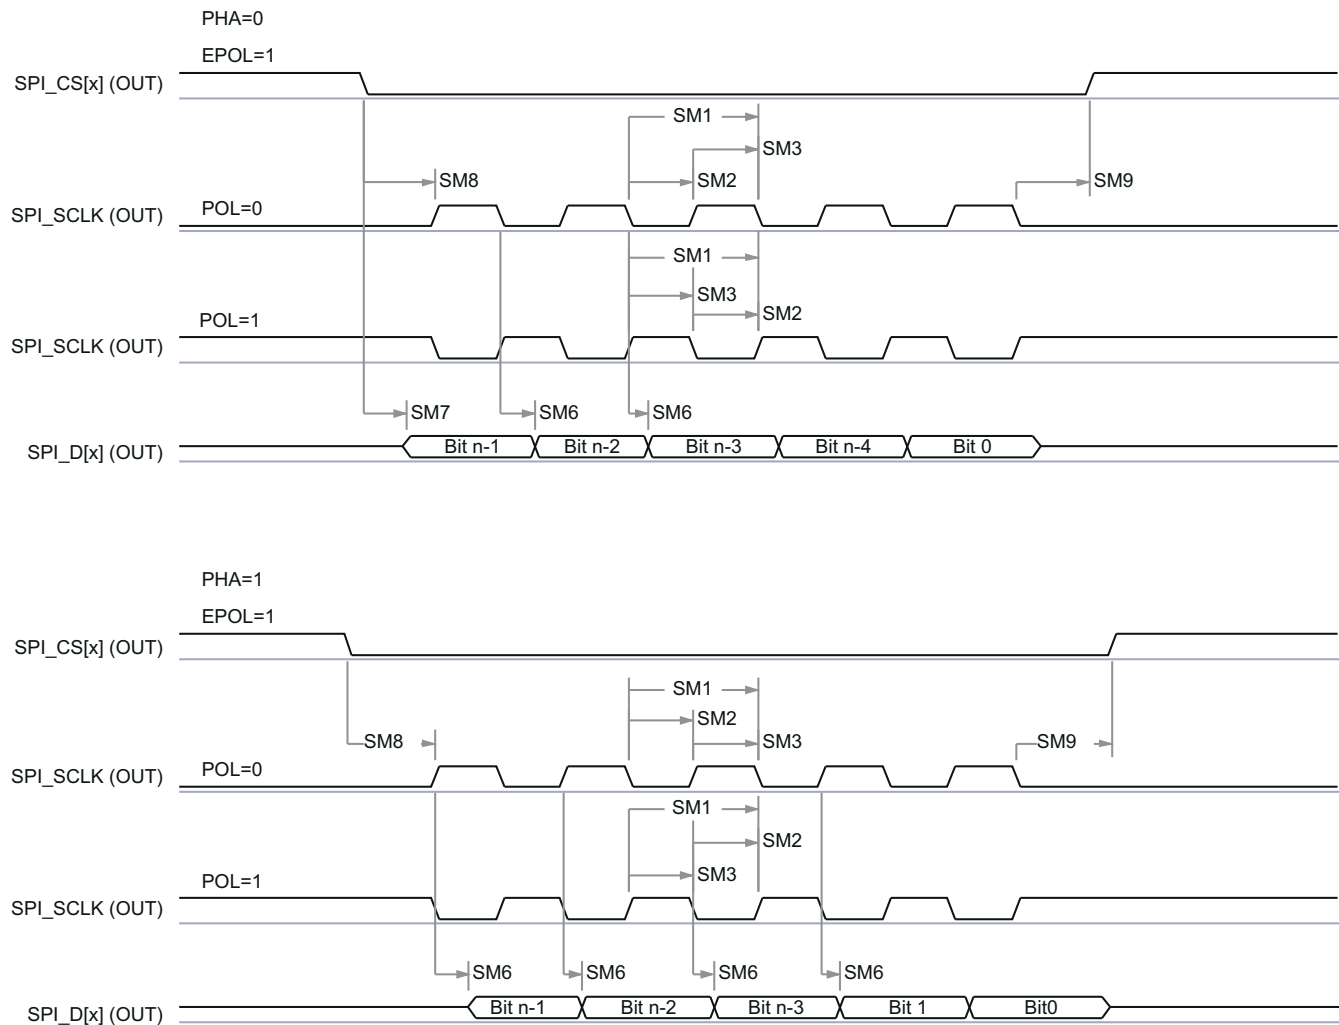 PHA=0
EPOL=1
SPI_CS[x] (OUT)
SM1
SM3
SM8
SM2
SM9
SPI_SCLK (OUT)
POL=0
SM1
SM3
SM2
POL=1
SPI_SCLK (OUT)
SM7
SM6
SM6
SPI_D[x] (OUT)
Bit n-1
Bit n-2
Bit n-3
Bit n-4
Bit 0
PHA=1
EPOL=1
SPI_CS[x] (OUT)
SM1
SM2
SM8
SM3
SM9
SPI_SCLK (OUT)
POL=0
SM1
SM2
SM3
POL=1
SPI_SCLK (OUT)
SM6
SM6
SM6
SM6
SPI_D[x] (OUT)
Bit n-1
Bit n-2
Bit n-3
Bit 1
Bit0